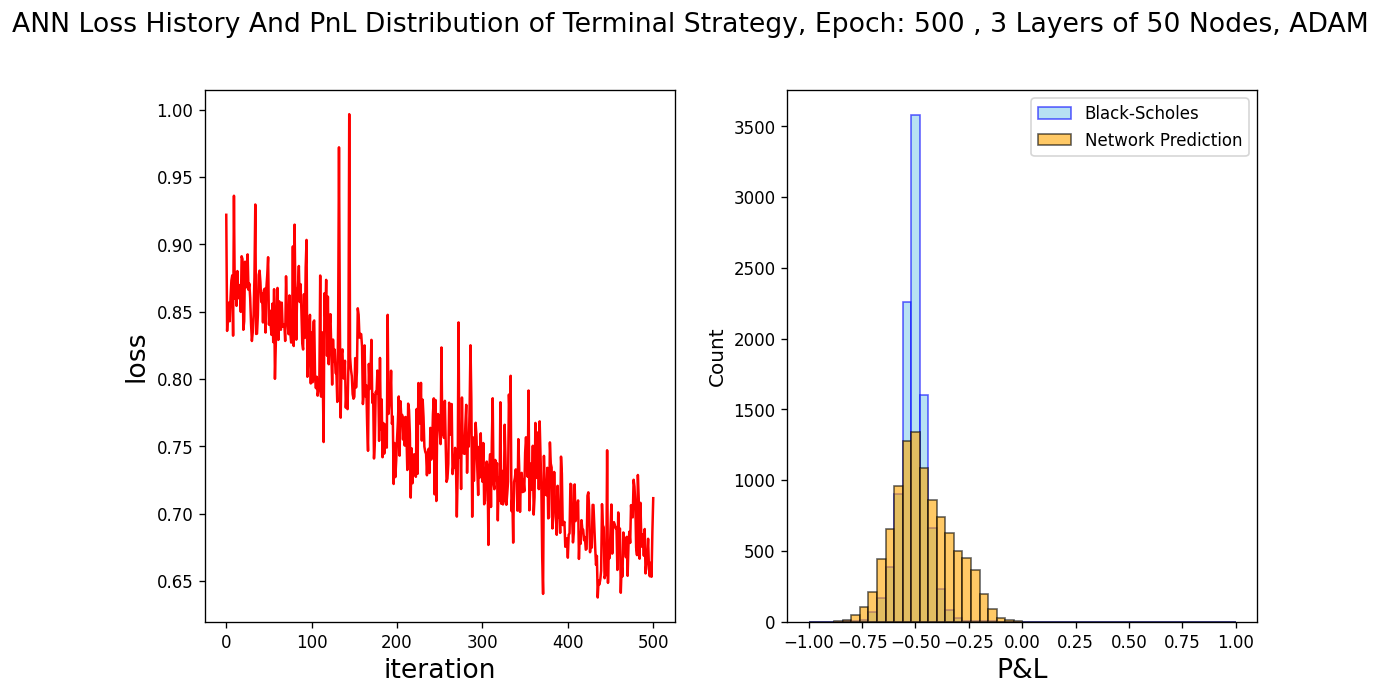 ANN Loss History And PnL Distribution of Terminal Strategy, Epoch: 500 , 3 Layers of 50 Nodes, ADAM
1.00
0.95
0.90
0.85
0.80
0.75
0.70
0.65
loss
0 100 200 300 400 500
iteration
3500
3000
2500
2000
1500
1000
500
0
Count
Black-Scholes
Network Prediction
−1.00 −0.75 −0.50 −0.25 0.00 0.25 0.50 0.75 1.00
P&L